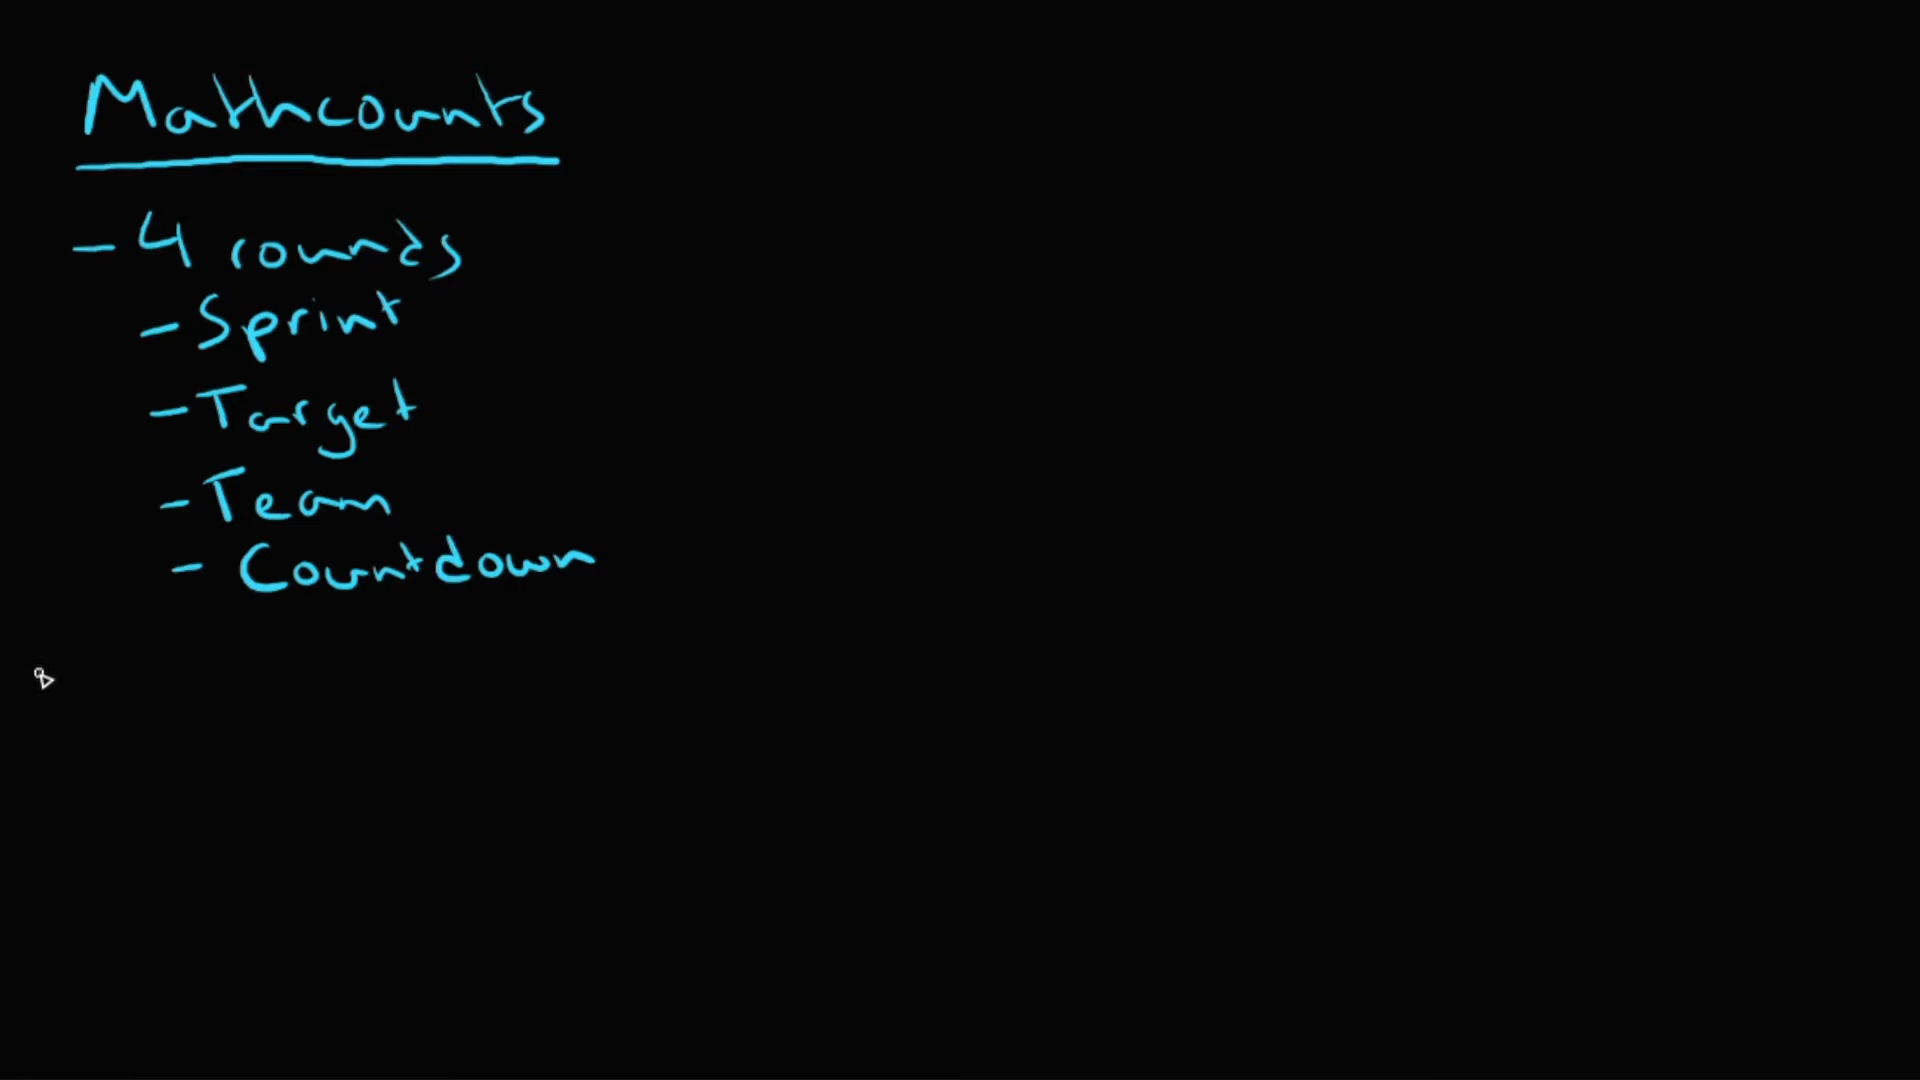 Mathcounts
- 4 rounds
- Sprint
- Target
- Team
- Countdown